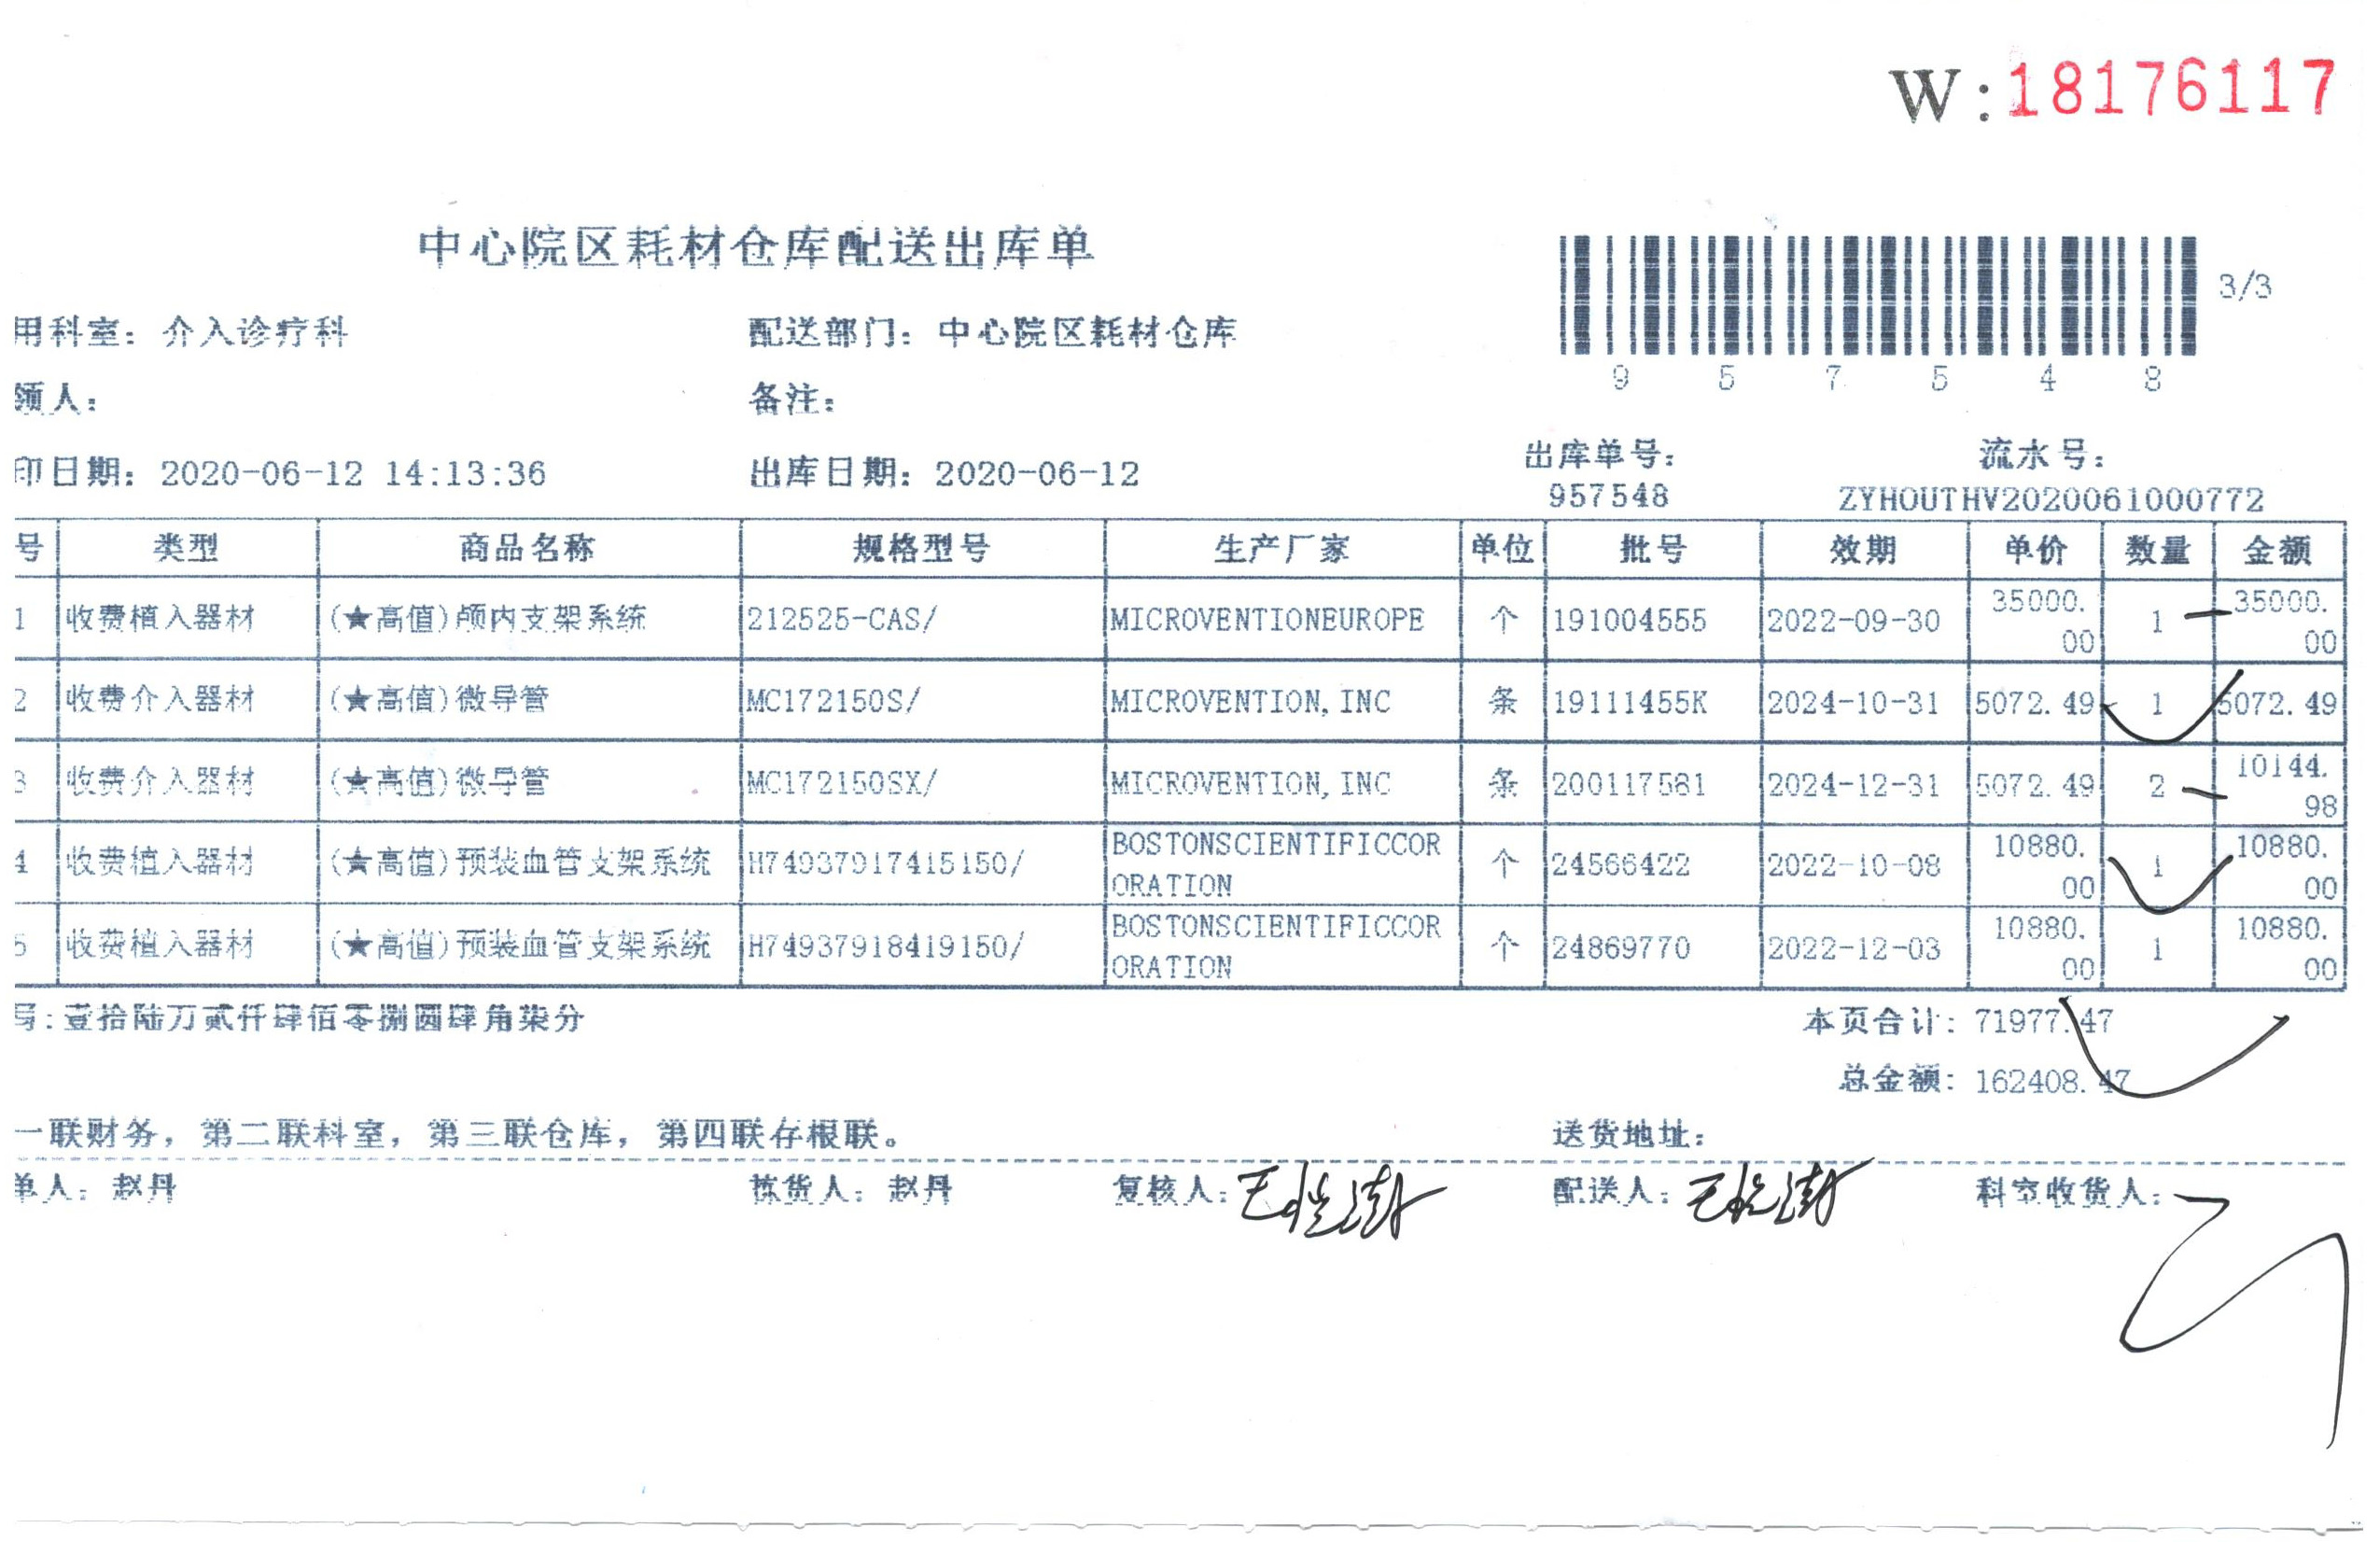 W:18176117
中心院区耗材仓库配送出库单
3/3
用科室: 介入诊疗科 配送部门: 中心院区耗材仓库
9 5 7 5 4 8
领人: 备注:
出库单号: 流水号:
印日期: 2020-06-12 14:13:36 出库日期: 2020-06-12
957548 ZYHOUTHV2020061000772
号 类型 商品名称 规格型号 生产厂家 单位 批号 效期 单价 数量 金额
1 收费植入器材 (★高值)颅内支架系统 212525-CAS/ MICROVENTIONEUROPE 个 191004555 2022-09-30 35000.00 1 35000.00
2 收费介入器材 (★高值)微导管 MC172150S/ MICROVENTION,INC 条 19111455K 2024-10-31 5072.49 1 5072.49
3 收费介入器材 (★高值)微导管 MC172150SX/ MICROVENTION,INC 条 200117581 2024-12-31 5072.49 2 10144.98
4 收费植入器材 (★高值)预装血管支架系统 H74937917415150/ BOSTONSCIENTIFICCORORATION 个 24566422 2022-10-08 10880.00 1 10880.00
5 收费植入器材 (★高值)预装血管支架系统 H74937918419150/ BOSTONSCIENTIFICCORORATION 个 24869770 2022-12-03 10880.00 1 10880.00
写:壹拾陆万贰仟肆佰零捌圆肆角柒分 本页合计: 71977.47
总金额: 162408.47
一联财务, 第二联科室, 第三联仓库, 第四联存根联。 送货地址:
单人: 赵丹 拣货人: 赵丹 复核人: 配送人: 科室收货人: